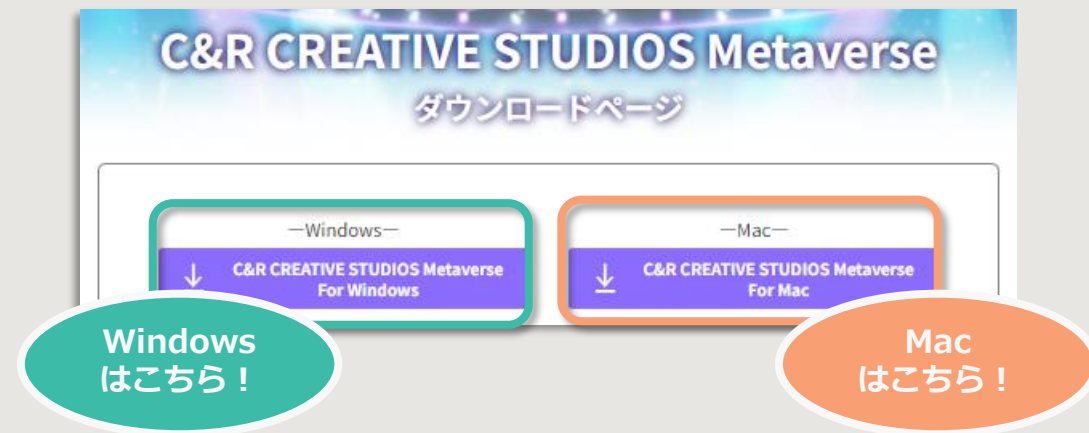 C&R CREATIVE STUDIOS Metaverse
ダウンロードページ
—Windows—
C&R CREATIVE STUDIOS Metaverse
For Windows
—Mac—
C&R CREATIVE STUDIOS Metaverse
For Mac
Windows
はこちら！
Mac
はこちら！